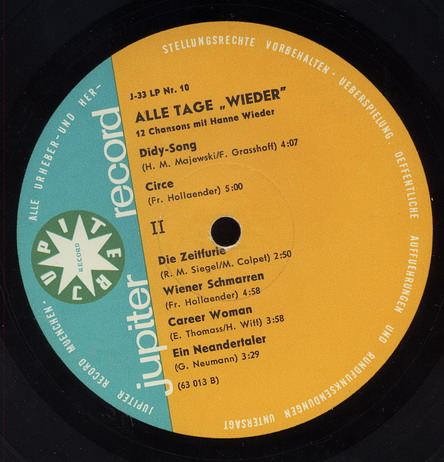 J-33 LP Nr. 10
ALLE TAGE „WIEDER”
12 Chansons mit Hanne Wieder
Didy-Song
(H. M. Majewski/F. Grasshoff) 4:07
Circe
(Fr. Hollaender) 5:00
II
Die Zeitfurie
(R. M. Siegel/M. Colpet) 2:50
Wiener Schmarren
(Fr. Hollaender) 4:58
Career Woman
(E. Thomass/H. Witt) 3:58
Ein Neandertaler
(G. Neumann) 3:29
(63 013 B)
jupiter record
JUPITER
RECORD
JUPITER RECORD MUENCHEN · ALLE URHEBER-UND HER-
STELLUNGSRECHTE VORBEHALTEN · UEBERSPIELUNG, OEFFENTLICHE AUFFUEHRUNGEN UND RUNDFUNKSENDUNGEN UNTERSAGT